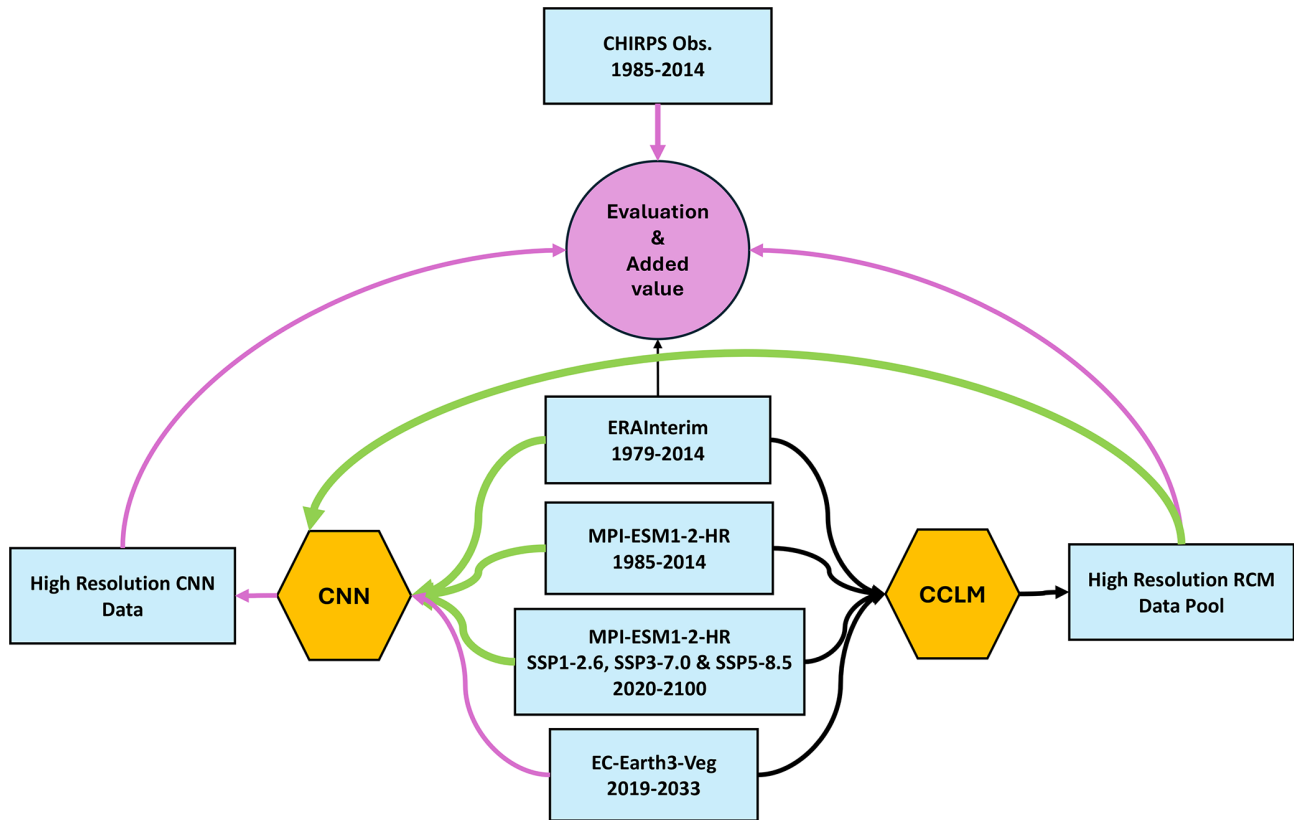 CHIRPS Obs.
1985-2014
Evaluation
&
Added
value
ERAInterim
1979-2014
MPI-ESM1-2-HR
1985-2014
High Resolution CNN
Data
CNN
CCLM
High Resolution RCM
Data Pool
MPI-ESM1-2-HR
SSP1-2.6, SSP3-7.0 & SSP5-8.5
2020-2100
EC-Earth3-Veg
2019-2033